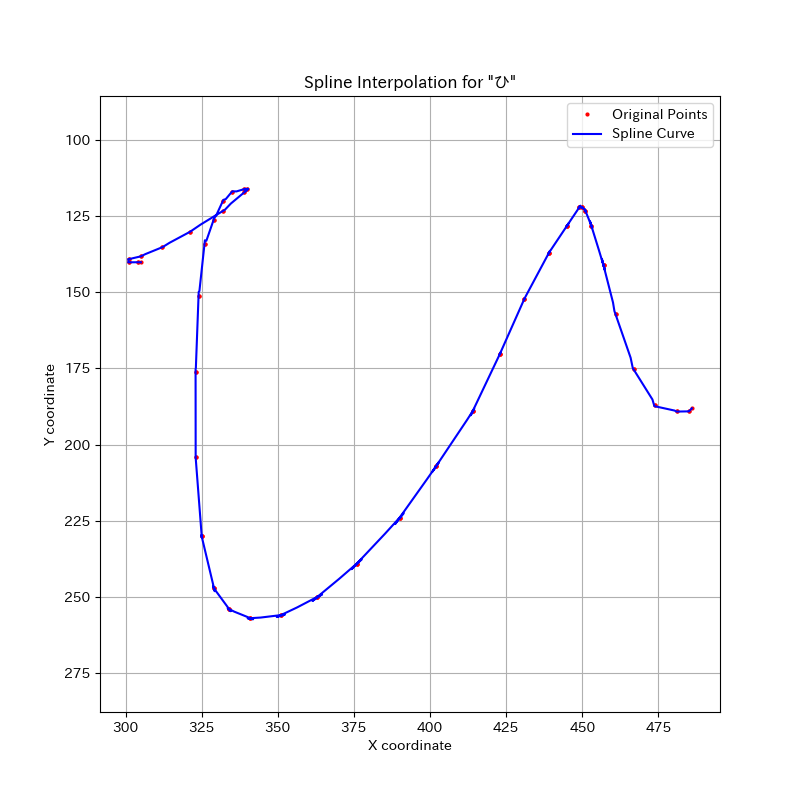 Spline Interpolation for "ひ"
Original Points
Spline Curve
100
125
150
175
200
225
250
275
Y coordinate
300 325 350 375 400 425 450 475
X coordinate